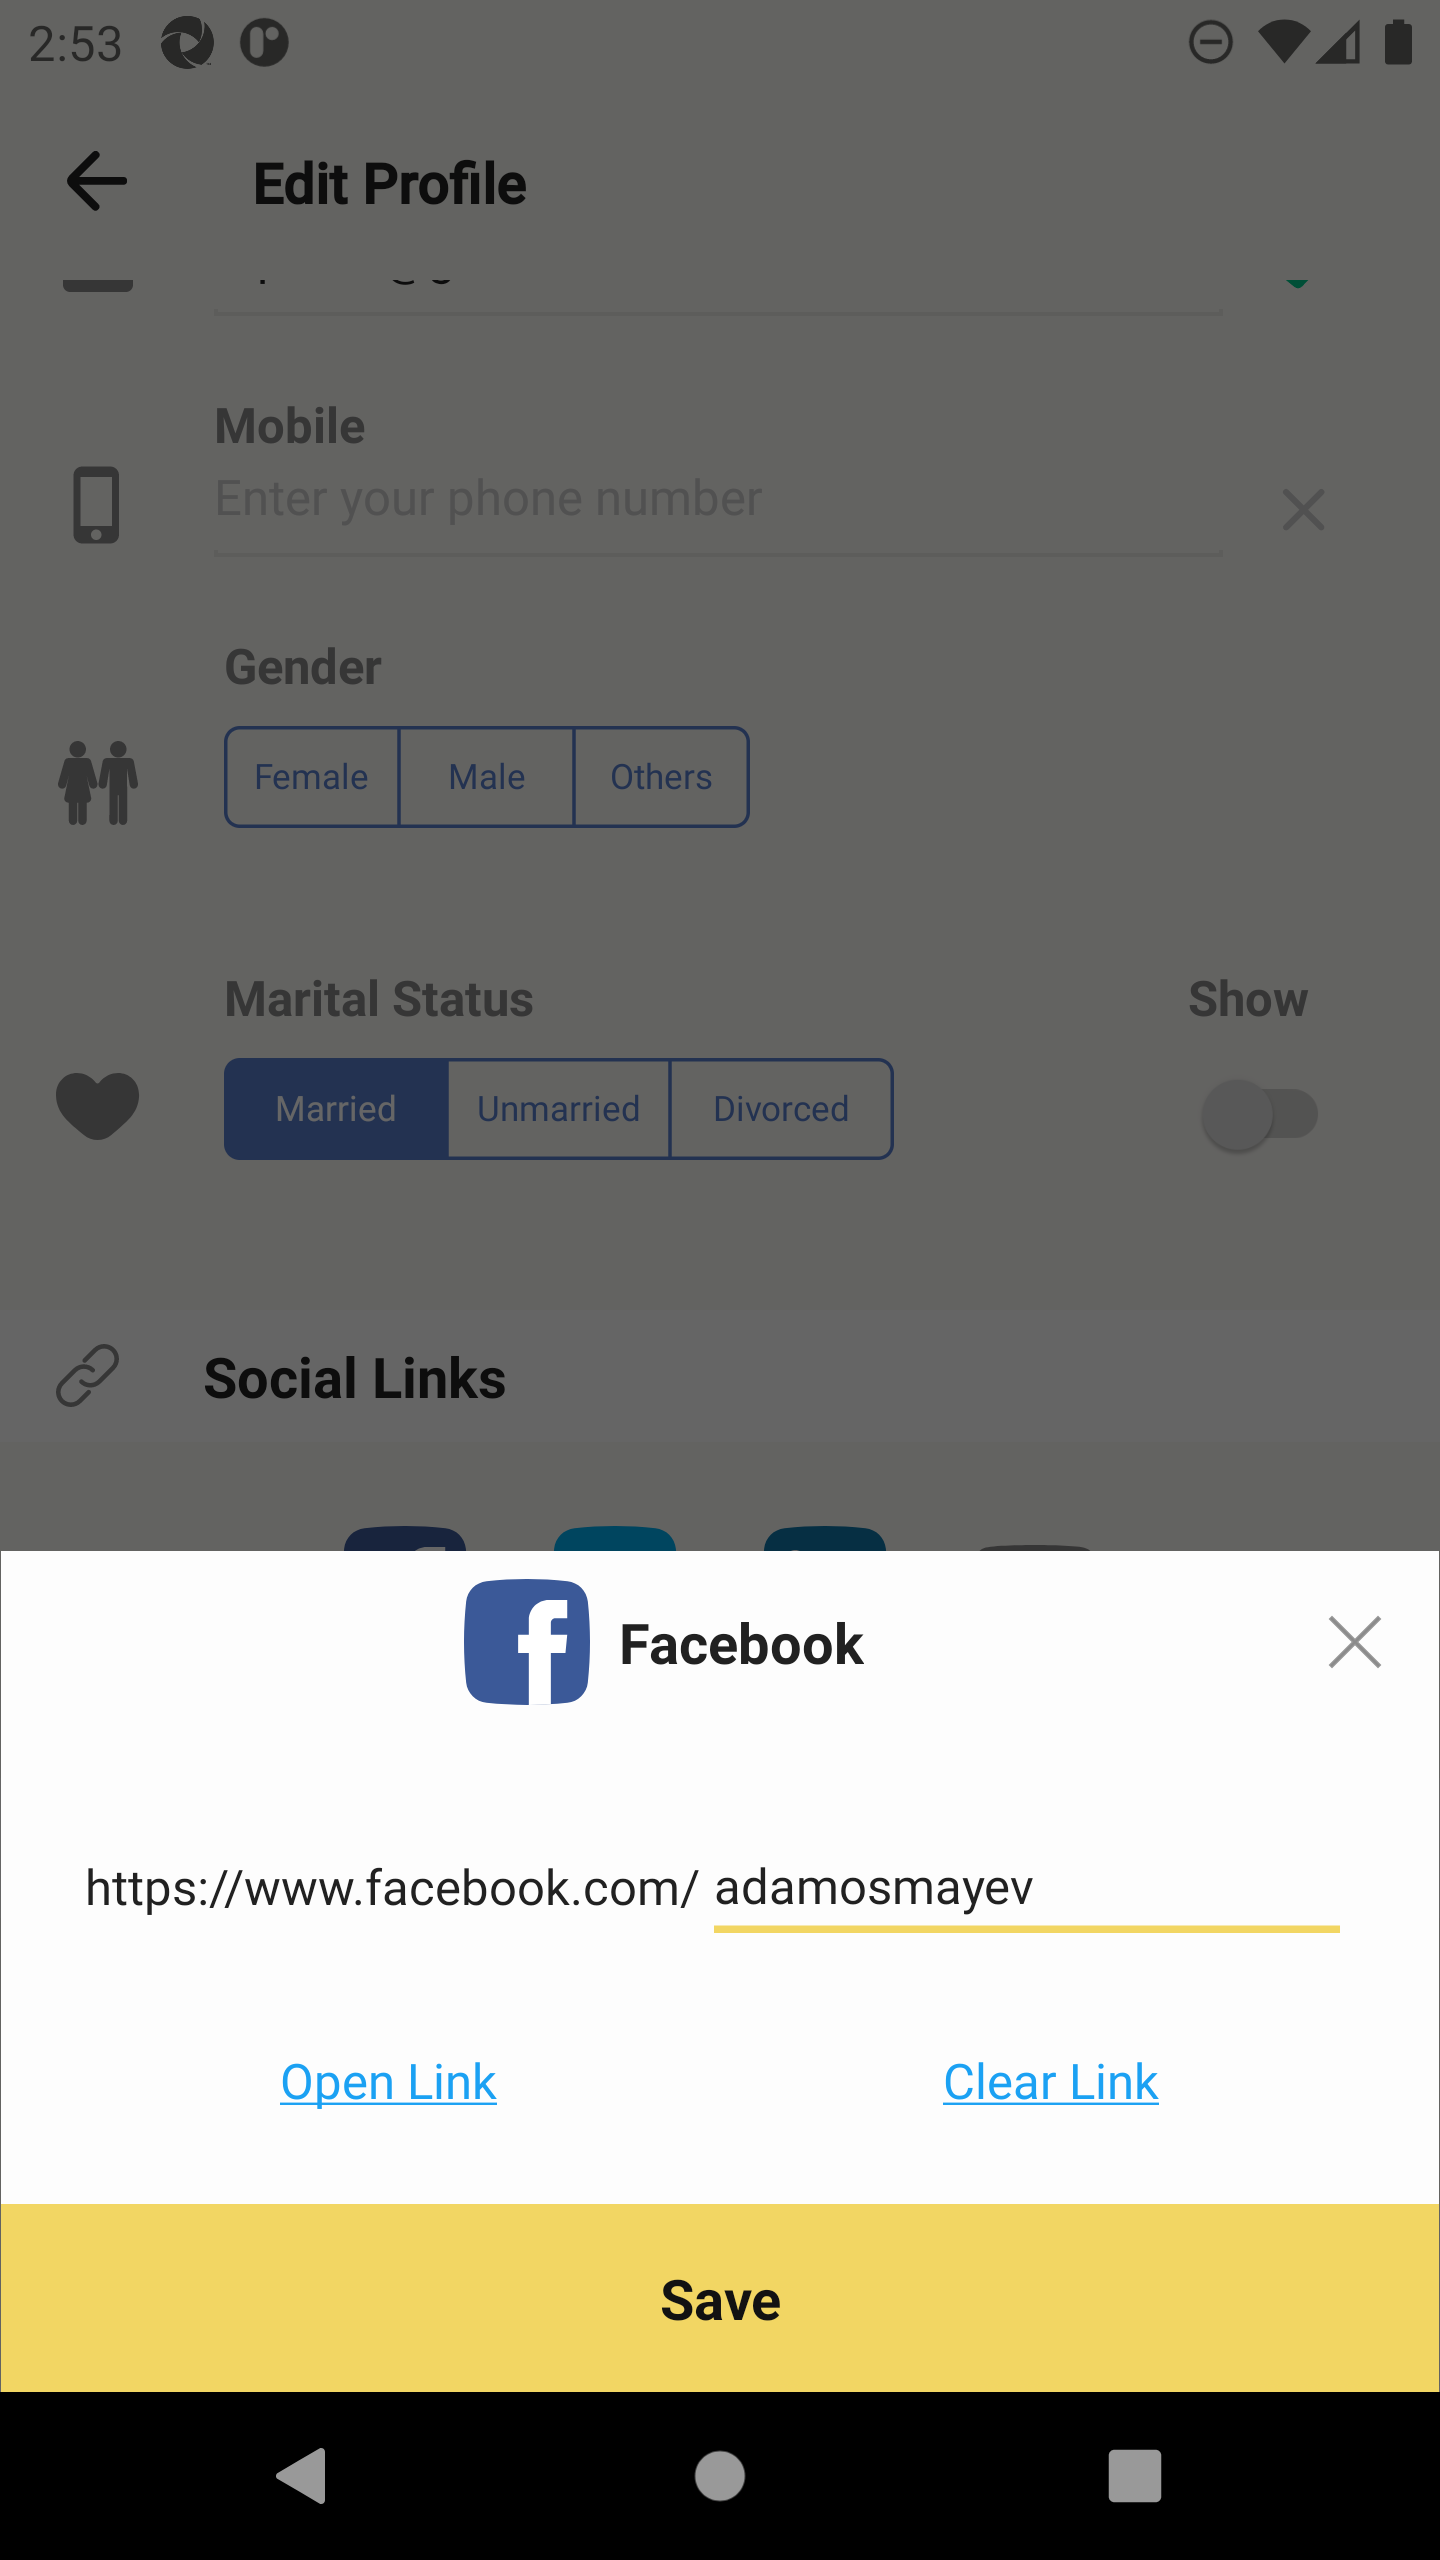 2:53
Edit Profile
Mobile
Enter your phone number
Gender
Female Male Others
Marital Status Show
Married Unmarried Divorced
Social Links
Facebook
https://www.facebook.com/ adamosmayev
Open Link Clear Link
Save